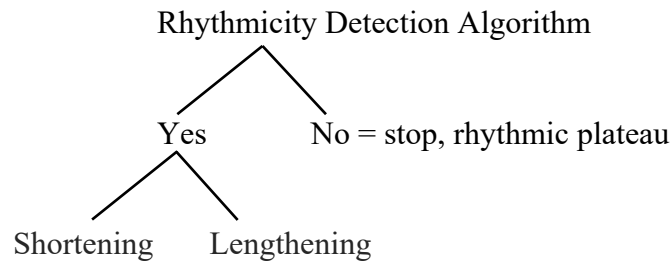 Rhythmicity Detection Algorithm
Yes No = stop, rhythmic plateau
Shortening Lengthening